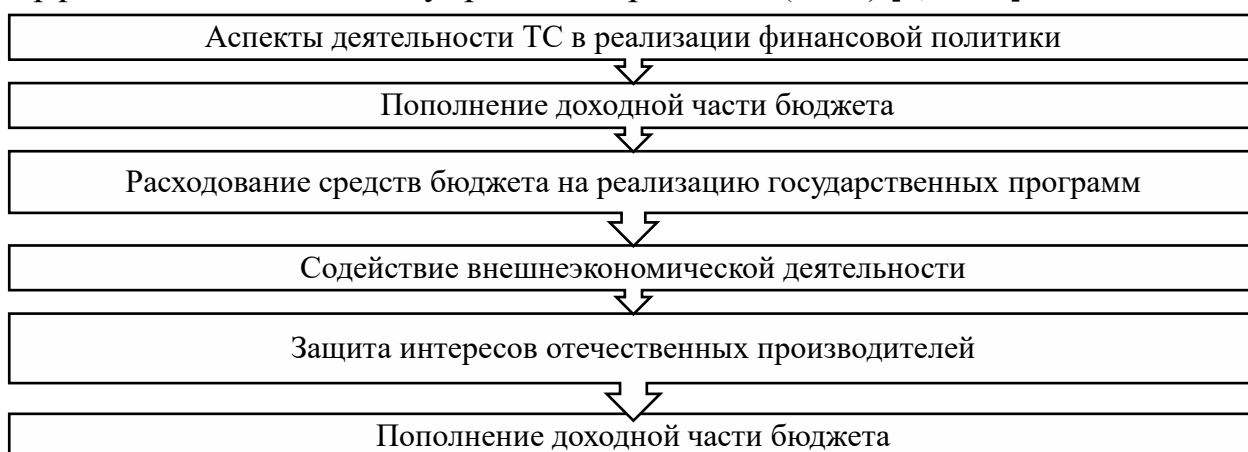 Аспекты деятельности ТС в реализации финансовой политики
Пополнение доходной части бюджета
Расходование средств бюджета на реализацию государственных программ
Содействие внешнеэкономической деятельности
Защита интересов отечественных производителей
Пополнение доходной части бюджета